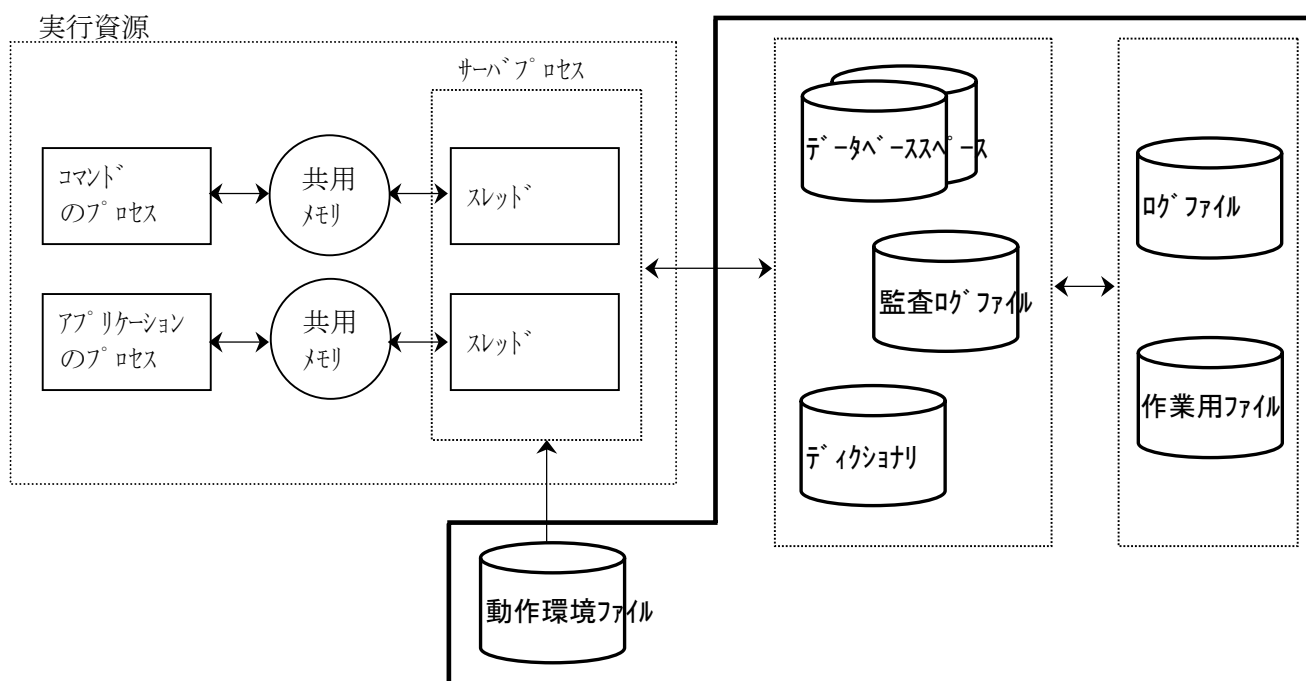 実行資源
サーバプロセス
コマンド
のプロセス
共用
メモリ
スレッド
アプリケーション
のプロセス
共用
メモリ
スレッド
データベーススペース
監査ログファイル
ディクショナリ
ログファイル
作業用ファイル
動作環境ファイル